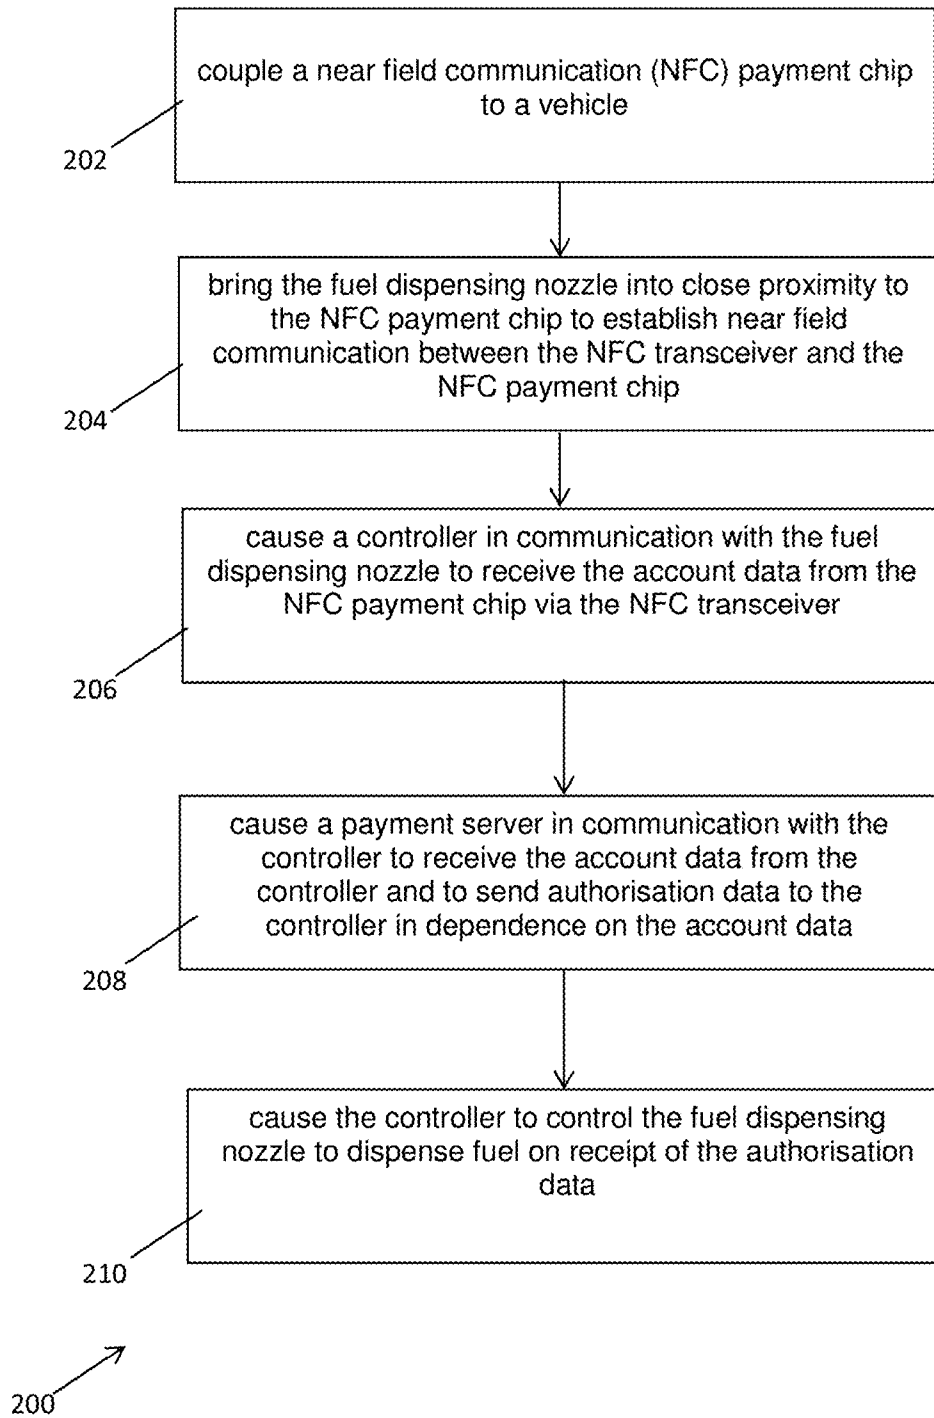 couple a near field communication (NFC) payment chip
to a vehicle
202
bring the fuel dispensing nozzle into close proximity to
the NFC payment chip to establish near field
communication between the NFC transceiver and the
NFC payment chip
204
cause a controller in communication with the fuel
dispensing nozzle to receive the account data from the
NFC payment chip via the NFC transceiver
206
cause a payment server in communication with the
controller to receive the account data from the
controller and to send authorisation data to the
controller in dependence on the account data
208
cause the controller to control the fuel dispensing
nozzle to dispense fuel on receipt of the authorisation
data
210
200